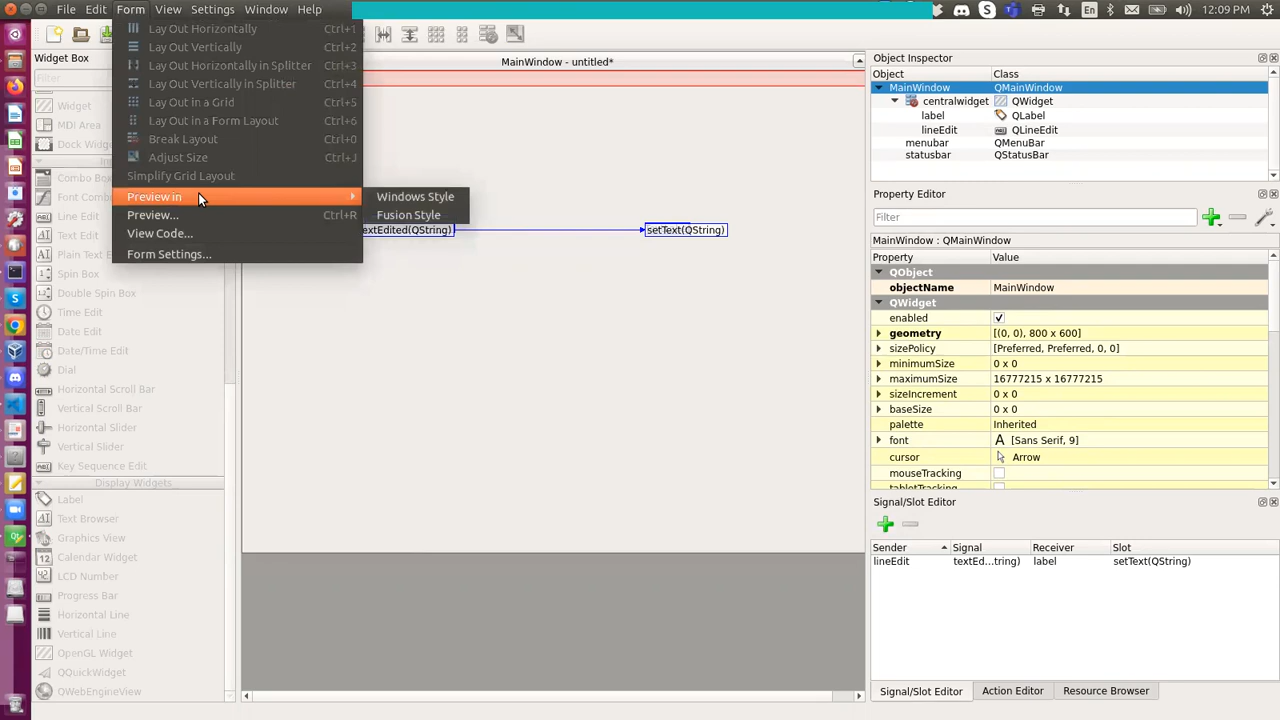 File Edit Form View Settings Window Help
12:09 PM
Lay Out Horizontally Ctrl+1
Lay Out Vertically Ctrl+2
Lay Out Horizontally in Splitter Ctrl+3
Lay Out Vertically in Splitter Ctrl+4
Lay Out in a Grid Ctrl+5
Lay Out in a Form Layout Ctrl+6
Break Layout Ctrl+0
Adjust Size Ctrl+J
Simplify Grid Layout
Preview in
Preview... Ctrl+R
View Code...
Form Settings...
Windows Style
Fusion Style
Widget Box
Filter
Widget
MDI Area
Dock Widg
Combo Box
Font Comb
Line Edit
Text Edit
Plain Text E
Spin Box
Double Spin Box
Time Edit
Date Edit
Date/Time Edit
Dial
Horizontal Scroll Bar
Vertical Scroll Bar
Horizontal Slider
Vertical Slider
Key Sequence Edit
Display Widgets
Label
Text Browser
Graphics View
Calendar Widget
LCD Number
Progress Bar
Horizontal Line
Vertical Line
OpenGL Widget
QQuickWidget
QWebEngineView
MainWindow - untitled*
extEdited(QString)
setText(QString)
Object Inspector
Object Class
MainWindow QMainWindow
centralwidget QWidget
label QLabel
lineEdit QLineEdit
menubar QMenuBar
statusbar QStatusBar
Property Editor
Filter
MainWindow : QMainWindow
Property Value
QObject
objectName MainWindow
QWidget
enabled
geometry [(0, 0), 800 x 600]
sizePolicy [Preferred, Preferred, 0, 0]
minimumSize 0 x 0
maximumSize 16777215 x 16777215
sizeIncrement 0 x 0
baseSize 0 x 0
palette Inherited
font A [Sans Serif, 9]
cursor Arrow
mouseTracking
tabletTracking
Signal/Slot Editor
Sender Signal Receiver Slot
lineEdit textEd...tring) label setText(QString)
Signal/Slot Editor Action Editor Resource Browser